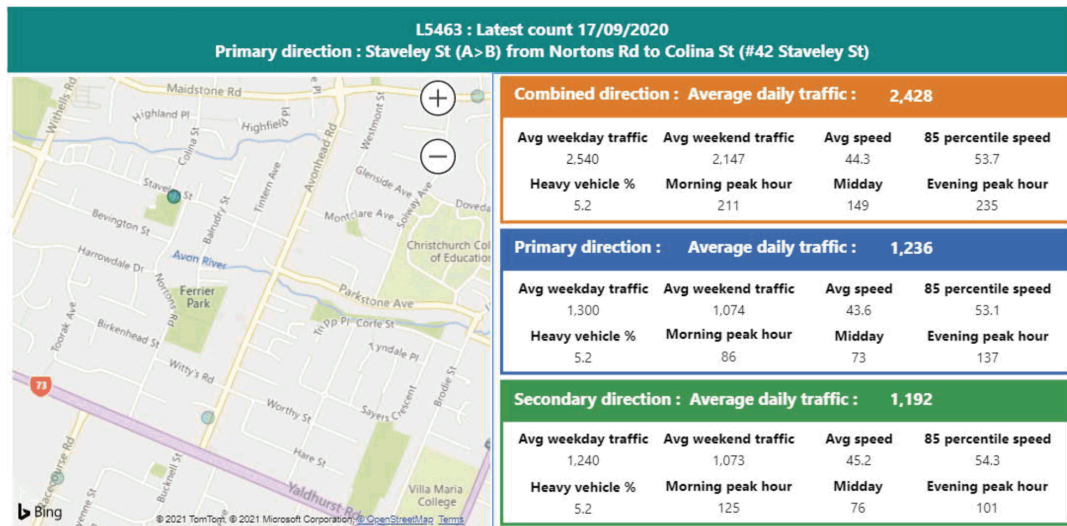 L5463 : Latest count 17/09/2020
Primary direction : Staveley St (A>B) from Nortons Rd to Colina St (#42 Staveley St)
Maidstone Rd
Withells Rd
Highland Pl
Highfield Pl
Colina St
Westmont St
Avonhead Rd
Tintern Ave
Glenside Ave
Solway Ave
Staveley St
Montclare Ave
Doveda
Bevington St
Balrudry St
Christchurch Col
of Educatio
Avon River
Harrowdale Dr
Nortons Rd
Ferrier
Park
Parkstone Ave
Corfe St
Toorak Ave
Birkenhead St
Tyndale Pl
Witty's Rd
Brodie St
73
Worthy St
Sayers Crescent
Hare St
Bucknell St
Yaldhurst Rd
Villa Maria
College
Bing
© 2021 TomTom, © 2021 Microsoft Corporation, © OpenStreetMap Terms
Combined direction : Average daily traffic : 2,428
Avg weekday traffic Avg weekend traffic Avg speed 85 percentile speed
2,540 2,147 44.3 53.7
Heavy vehicle % Morning peak hour Midday Evening peak hour
5.2 211 149 235
Primary direction : Average daily traffic : 1,236
Avg weekday traffic Avg weekend traffic Avg speed 85 percentile speed
1,300 1,074 43.6 53.1
Heavy vehicle % Morning peak hour Midday Evening peak hour
5.2 86 73 137
Secondary direction : Average daily traffic : 1,192
Avg weekday traffic Avg weekend traffic Avg speed 85 percentile speed
1,240 1,073 45.2 54.3
Heavy vehicle % Morning peak hour Midday Evening peak hour
5.2 125 76 101